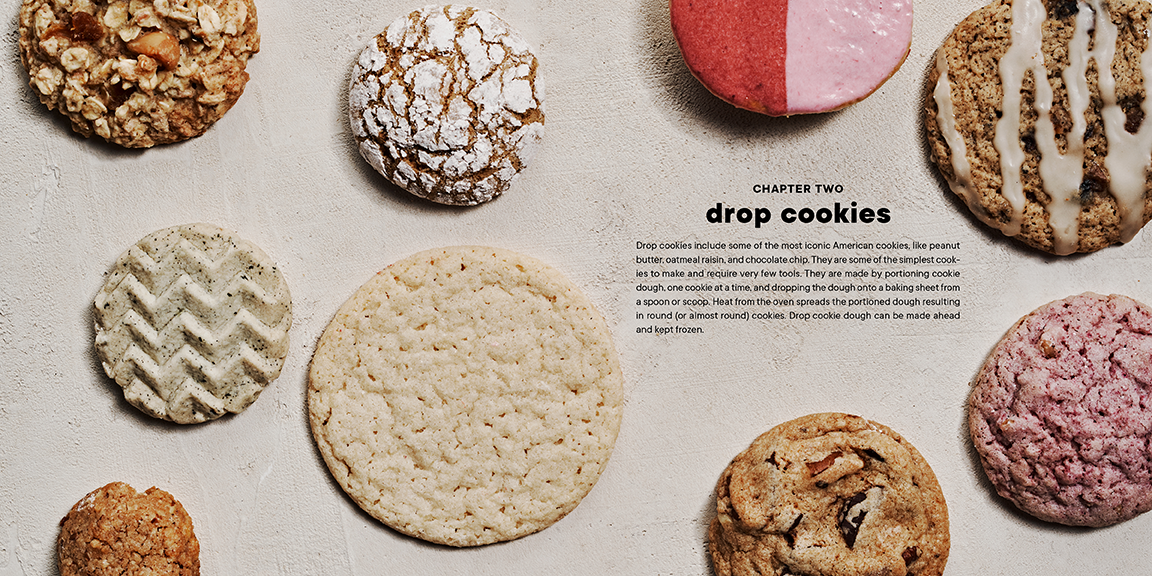 CHAPTER TWO
drop cookies
Drop cookies include some of the most iconic American cookies, like peanut
butter, oatmeal raisin, and chocolate chip. They are some of the simplest cook-
ies to make and require very few tools. They are made by portioning cookie
dough, one cookie at a time, and dropping the dough onto a baking sheet from
a spoon or scoop. Heat from the oven spreads the portioned dough resulting
in round (or almost round) cookies. Drop cookie dough can be made ahead
and kept frozen.